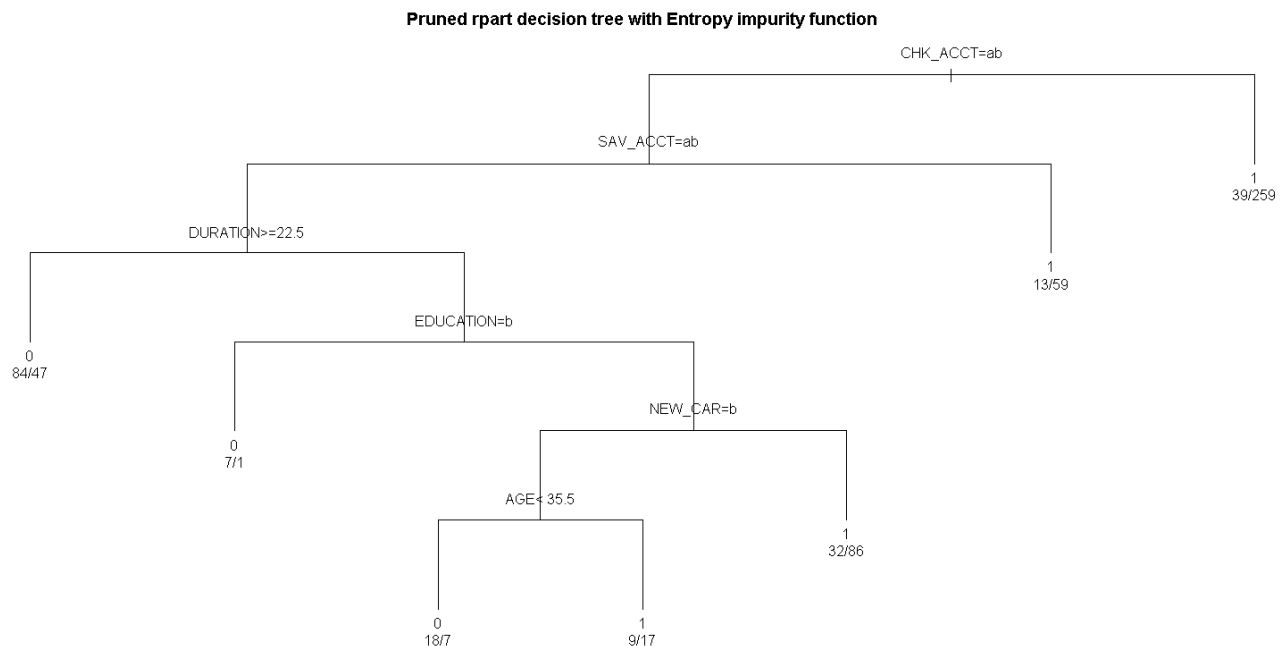 Pruned rpart decision tree with Entropy impurity function
CHK_ACCT=ab
SAV_ACCT=ab
1
39/259
DURATION>=22.5
1
13/59
EDUCATION=b
0
84/47
NEW_CAR=b
0
7/1
AGE< 35.5
1
32/86
0
18/7
1
9/17